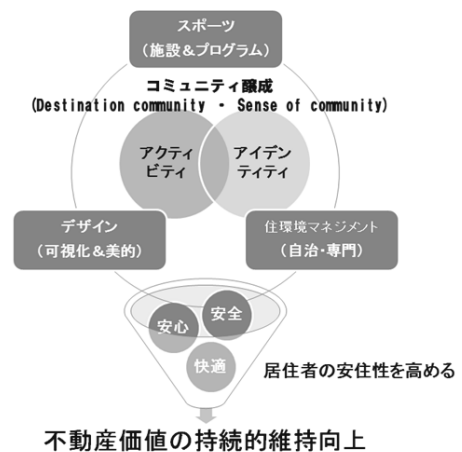 スポーツ
(施設＆プログラム)
コミュニティ醸成
(Destination community ・ Sense of community)
アクティ
ビティ
アイデン
ティティ
デザイン
(可視化＆美的)
住環境マネジメント
(自治・専門)
安心
安全
快適
居住者の安住性を高める
不動産価値の持続的維持向上